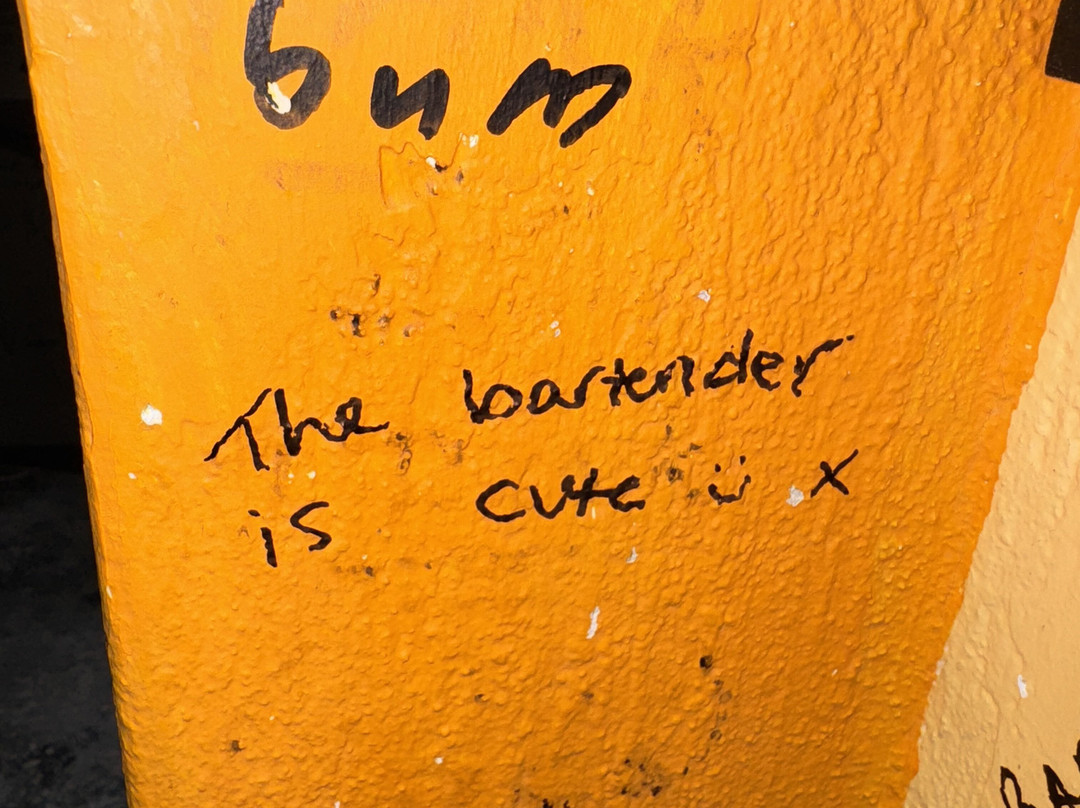 bum
The bartender
is cute ü x